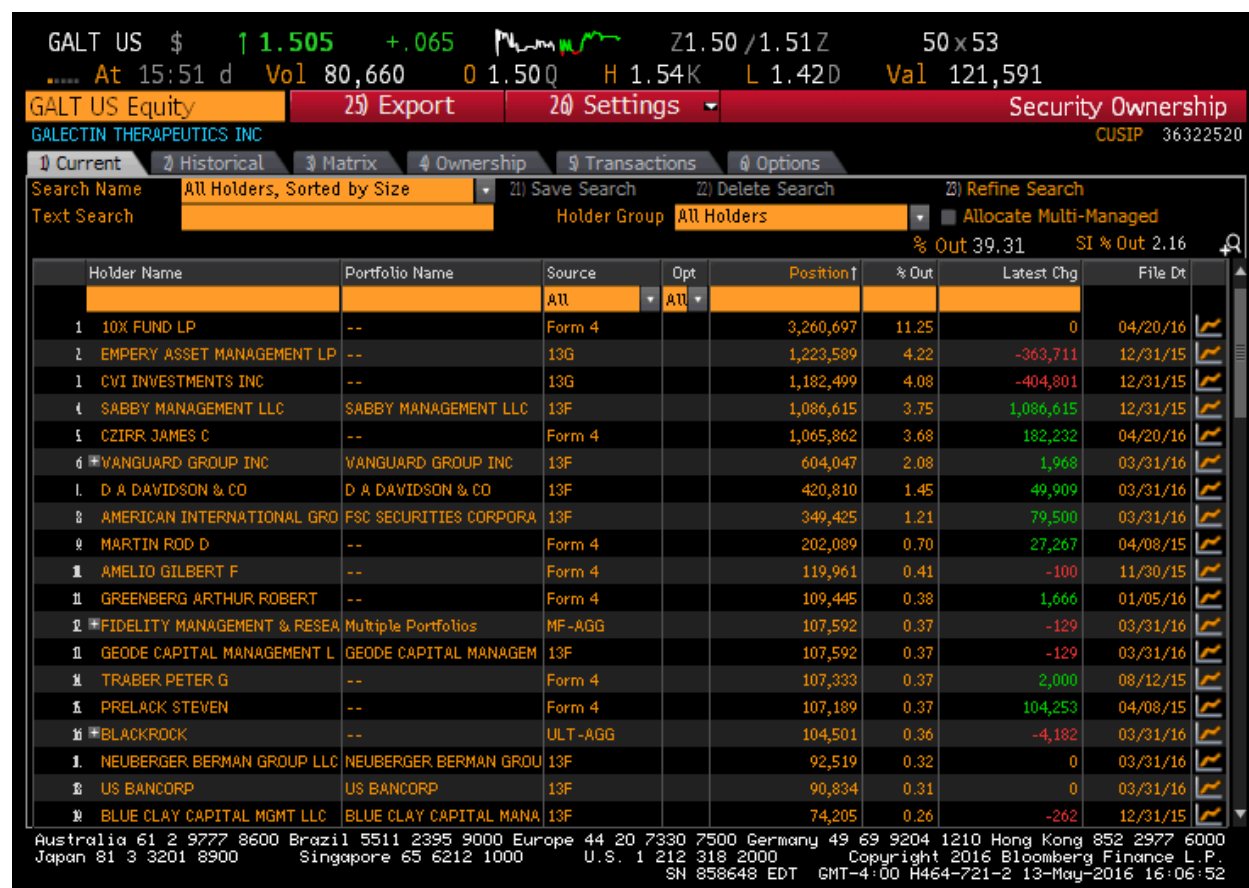 GALT US $ ↑ 1.505 +.065 Z1.50 / 1.51Z 50 x 53
..... At 15:51 d Vol 80,660 O 1.50Q H 1.54K L 1.42D Val 121,591
GALT US Equity 25) Export 26) Settings Security Ownership
GALECTIN THERAPEUTICS INC CUSIP 36322520
1) Current 2) Historical 3) Matrix 4) Ownership 5) Transactions 6) Options
Search Name All Holders, Sorted by Size 21) Save Search 22) Delete Search 23) Refine Search
Text Search Holder Group All Holders Allocate Multi-Managed
% Out 39.31 SI % Out 2.16
Holder Name Portfolio Name Source Opt Position↑ % Out Latest Chg File Dt
All All
1 10X FUND LP -- Form 4 3,260,697 11.25 0 04/20/16
2 EMPERY ASSET MANAGEMENT LP -- 13G 1,223,589 4.22 -363,711 12/31/15
CVI INVESTMENTS INC -- 13G 1,182,499 4.08 -404,801 12/31/15
SABBY MANAGEMENT LLC SABBY MANAGEMENT LLC 13F 1,086,615 3.75 1,086,615 12/31/15
5 CZIRR JAMES C -- Form 4 1,065,862 3.68 182,232 04/20/16
6 VANGUARD GROUP INC VANGUARD GROUP INC 13F 604,047 2.08 1,968 03/31/16
D A DAVIDSON & CO D A DAVIDSON & CO 13F 420,810 1.45 49,909 03/31/16
8 AMERICAN INTERNATIONAL GRO FSC SECURITIES CORPORA 13F 349,425 1.21 79,500 03/31/16
9 MARTIN ROD D -- Form 4 202,089 0.70 27,267 04/08/15
AMELIO GILBERT F -- Form 4 119,961 0.41 -100 11/30/15
11 GREENBERG ARTHUR ROBERT -- Form 4 109,445 0.38 1,666 01/05/16
FIDELITY MANAGEMENT & RESEA Multiple Portfolios MF-AGG 107,592 0.37 -129 03/31/16
GEODE CAPITAL MANAGEMENT L GEODE CAPITAL MANAGEM 13F 107,592 0.37 -129 03/31/16
TRABER PETER G -- Form 4 107,333 0.37 2,000 08/12/15
PRELACK STEVEN -- Form 4 107,189 0.37 104,253 04/08/15
16 BLACKROCK -- ULT-AGG 104,501 0.36 -4,182 03/31/16
NEUBERGER BERMAN GROUP LLC NEUBERGER BERMAN GROU 13F 92,519 0.32 0 03/31/16
US BANCORP US BANCORP 13F 90,834 0.31 0 03/31/16
BLUE CLAY CAPITAL MGMT LLC BLUE CLAY CAPITAL MANA 13F 74,205 0.26 -262 12/31/15
Australia 61 2 9777 8600 Brazil 5511 2395 9000 Europe 44 20 7330 7500 Germany 49 69 9204 1210 Hong Kong 852 2977 6000
Japan 81 3 3201 8900 Singapore 65 6212 1000 U.S. 1 212 318 2000 Copyright 2016 Bloomberg Finance L.P.
SN 858648 EDT GMT-4:00 H464-721-2 13-May-2016 16:06:52